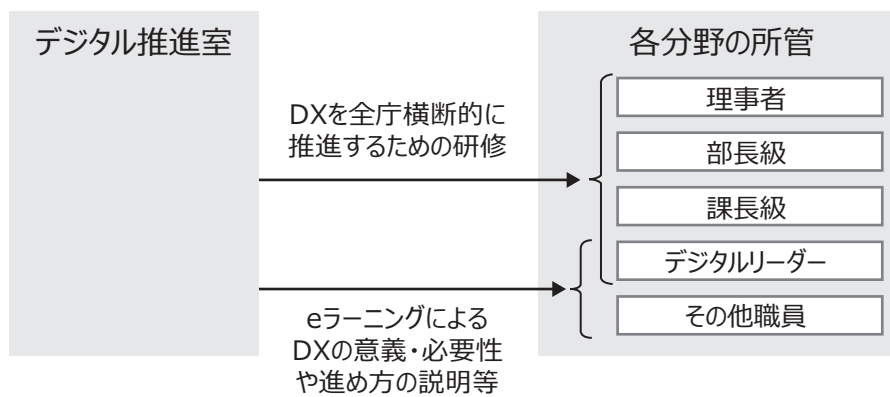 デジタル推進室
各分野の所管
DXを全庁横断的に
推進するための研修
理事者
部長級
課長級
デジタルリーダー
その他職員
eラーニングによる
DXの意義・必要性
や進め方の説明等